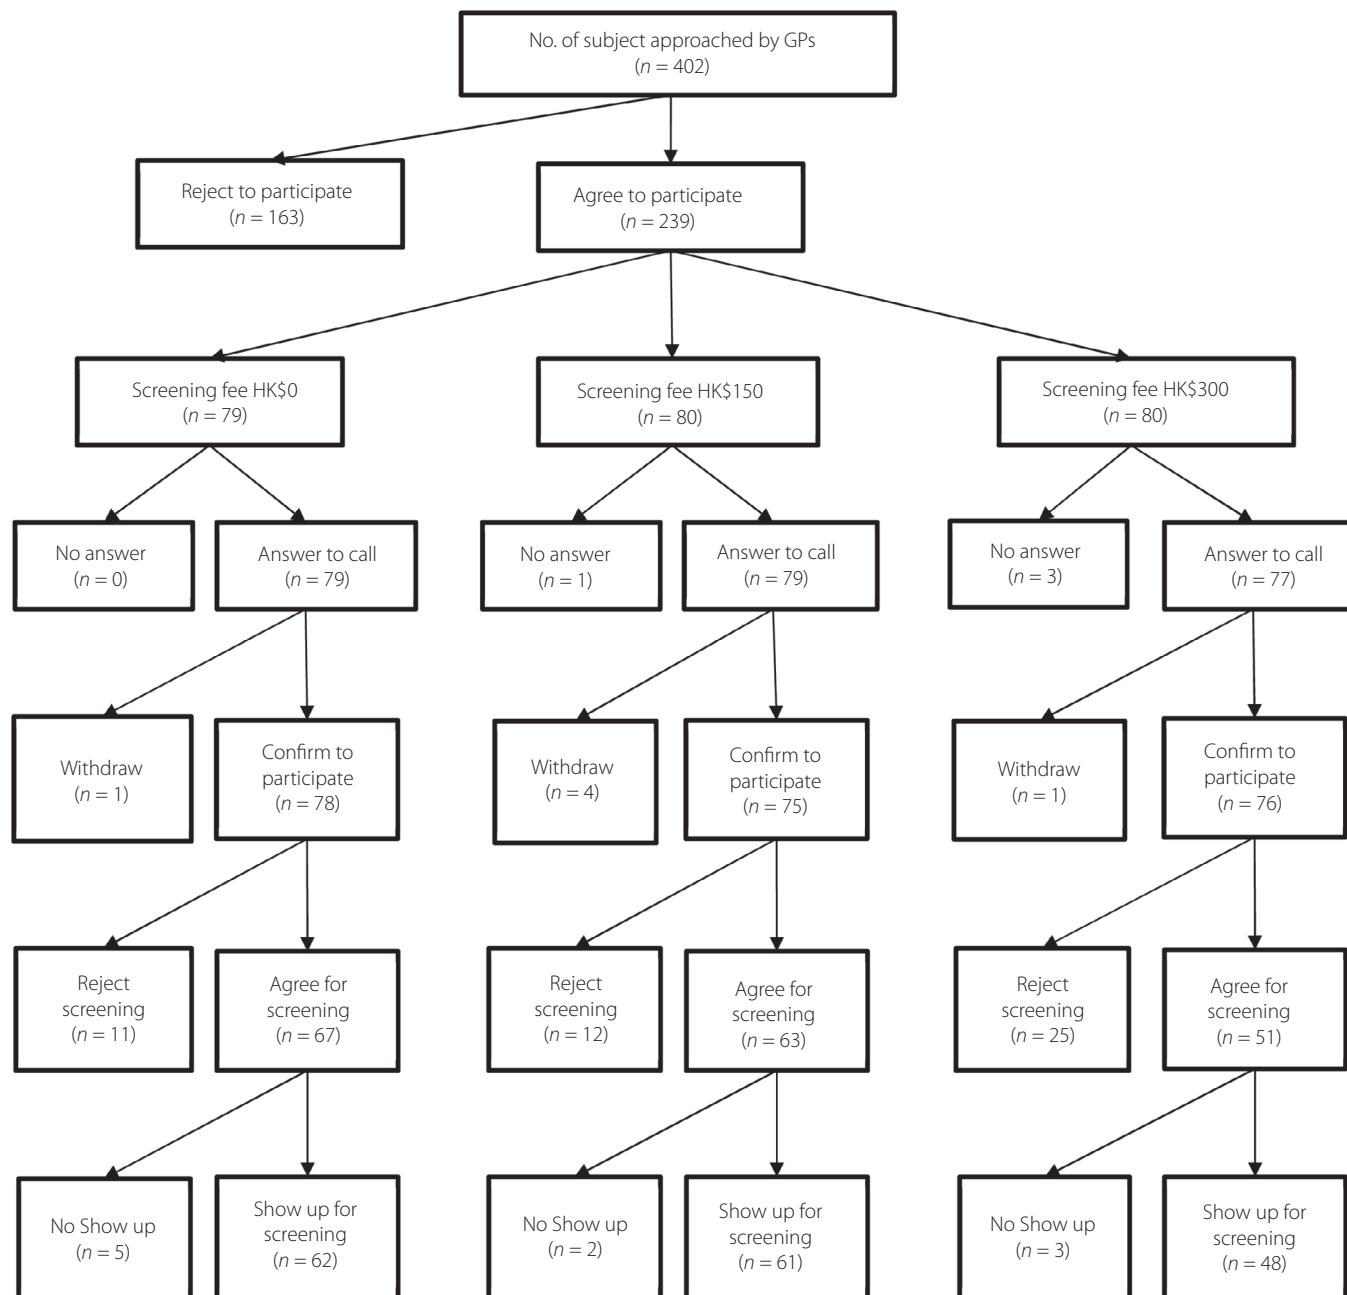 No. of subject approached by GPs
(n = 402)
Reject to participate
(n = 163)
Agree to participate
(n = 239)
Screening fee HK$0
(n = 79)
Screening fee HK$150
(n = 80)
Screening fee HK$300
(n = 80)
No answer
(n = 0)
Answer to call
(n = 79)
No answer
(n = 1)
Answer to call
(n = 79)
No answer
(n = 3)
Answer to call
(n = 77)
Withdraw
(n = 1)
Confirm to
participate
(n = 78)
Withdraw
(n = 4)
Confirm to
participate
(n = 75)
Withdraw
(n = 1)
Confirm to
participate
(n = 76)
Reject
screening
(n = 11)
Agree for
screening
(n = 67)
Reject
screening
(n = 12)
Agree for
screening
(n = 63)
Reject
screening
(n = 25)
Agree for
screening
(n = 51)
No Show up
(n = 5)
Show up for
screening
(n = 62)
No Show up
(n = 2)
Show up for
screening
(n = 61)
No Show up
(n = 3)
Show up for
screening
(n = 48)